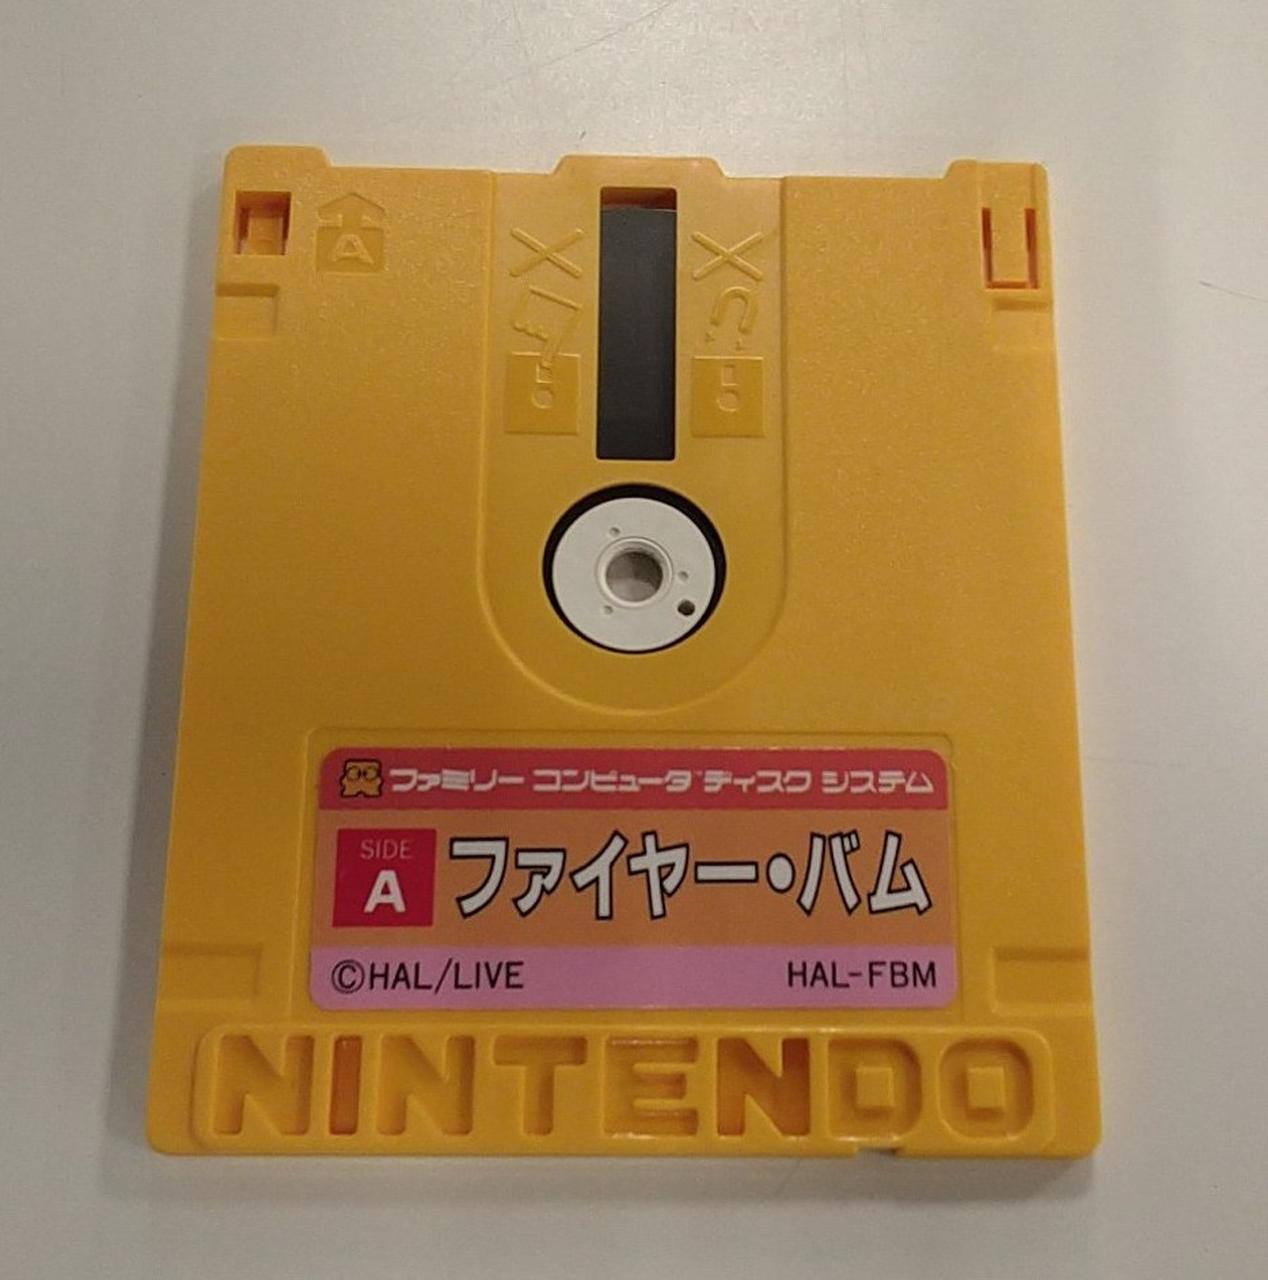 A
ファミリー コンピュータ ディスク システム
SIDE
A
ファイヤー・バム
©HAL/LIVE HAL-FBM
NINTENDO